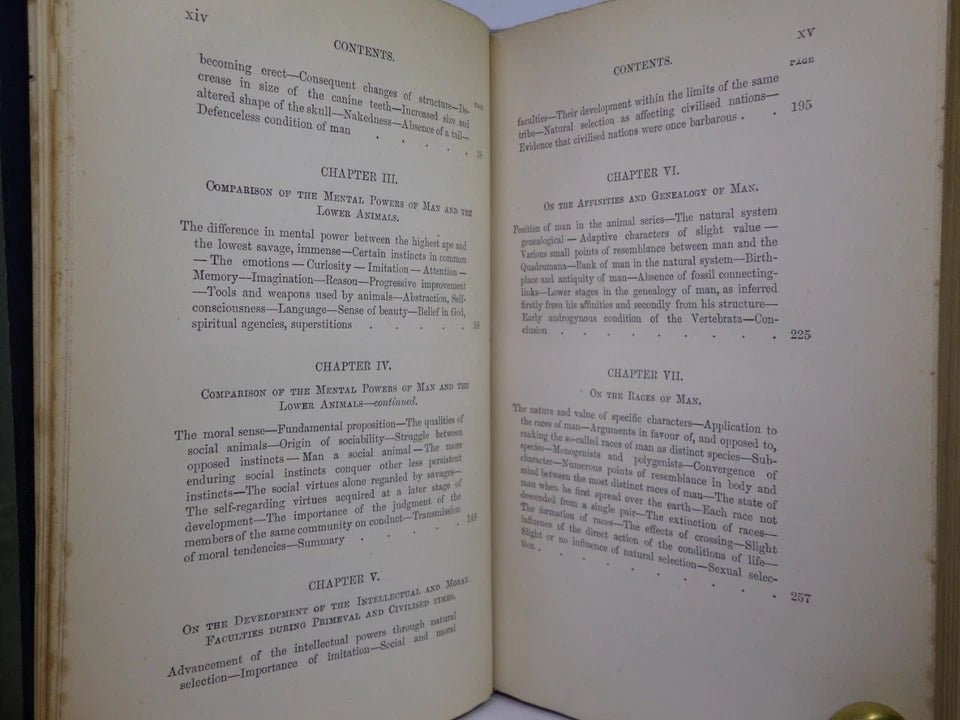 xiv
CONTENTS.
PAGE
becoming erect—Consequent changes of structure—De-
crease in size of the canine teeth—Increased size and
altered shape of the skull—Nakedness—Absence of a tail—
Defenceless condition of man . . . . .
CHAPTER III.
COMPARISON OF THE MENTAL POWERS OF MAN AND THE
LOWER ANIMALS.
The difference in mental power between the highest ape and
the lowest savage, immense—Certain instincts in common
—The emotions—Curiosity—Imitation—Attention—
Memory—Imagination—Reason—Progressive improvement
—Tools and weapons used by animals—Abstraction, Self-
consciousness—Language—Sense of beauty—Belief in God,
spiritual agencies, superstitions . . . . . . 98
CHAPTER IV.
COMPARISON OF THE MENTAL POWERS OF MAN AND THE
LOWER ANIMALS—continued.
The moral sense—Fundamental proposition—The qualities of
social animals—Origin of sociability—Struggle between
opposed instincts—Man a social animal—The more
enduring social instincts conquer other less persistent
instincts—The social virtues alone regarded by savages—
The self-regarding virtues acquired at a later stage of
development—The importance of the judgment of the
members of the same community on conduct—Transmission
of moral tendencies—Summary . . . . . 148
CHAPTER V.
ON THE DEVELOPMENT OF THE INTELLECTUAL AND MORAL
FACULTIES DURING PRIMEVAL AND CIVILISED TIMES.
Advancement of the intellectual powers through natural
selection—Importance of imitation—Social and moral
XV
CONTENTS.
PAGE
faculties—Their development within the limits of the same
tribe—Natural selection as affecting civilised nations—
Evidence that civilised nations were once barbarous . . 195
CHAPTER VI.
ON THE AFFINITIES AND GENEALOGY OF MAN.
Position of man in the animal series—The natural system
genealogical—Adaptive characters of slight value—
Various small points of resemblance between man and the
Quadrumana—Rank of man in the natural system—Birth-
place and antiquity of man—Absence of fossil connecting-
links—Lower stages in the genealogy of man, as inferred
firstly from his affinities and secondly from his structure—
Early androgynous condition of the Vertebrata—Con-
clusion . . . . . . . . 225
CHAPTER VII.
ON THE RACES OF MAN.
The nature and value of specific characters—Application to
the races of man—Arguments in favour of, and opposed to,
ranking the so-called races of man as distinct species—Sub-
species—Monogenists and polygenists—Convergence of
character—Numerous points of resemblance in body and
mind between the most distinct races of man—The state of
man when he first spread over the earth—Each race not
descended from a single pair—The extinction of races—
The formation of races—The effects of crossing—Slight
influence of the direct action of the conditions of life—
Slight or no influence of natural selection—Sexual selec-
tion . . . . . . . . . 257